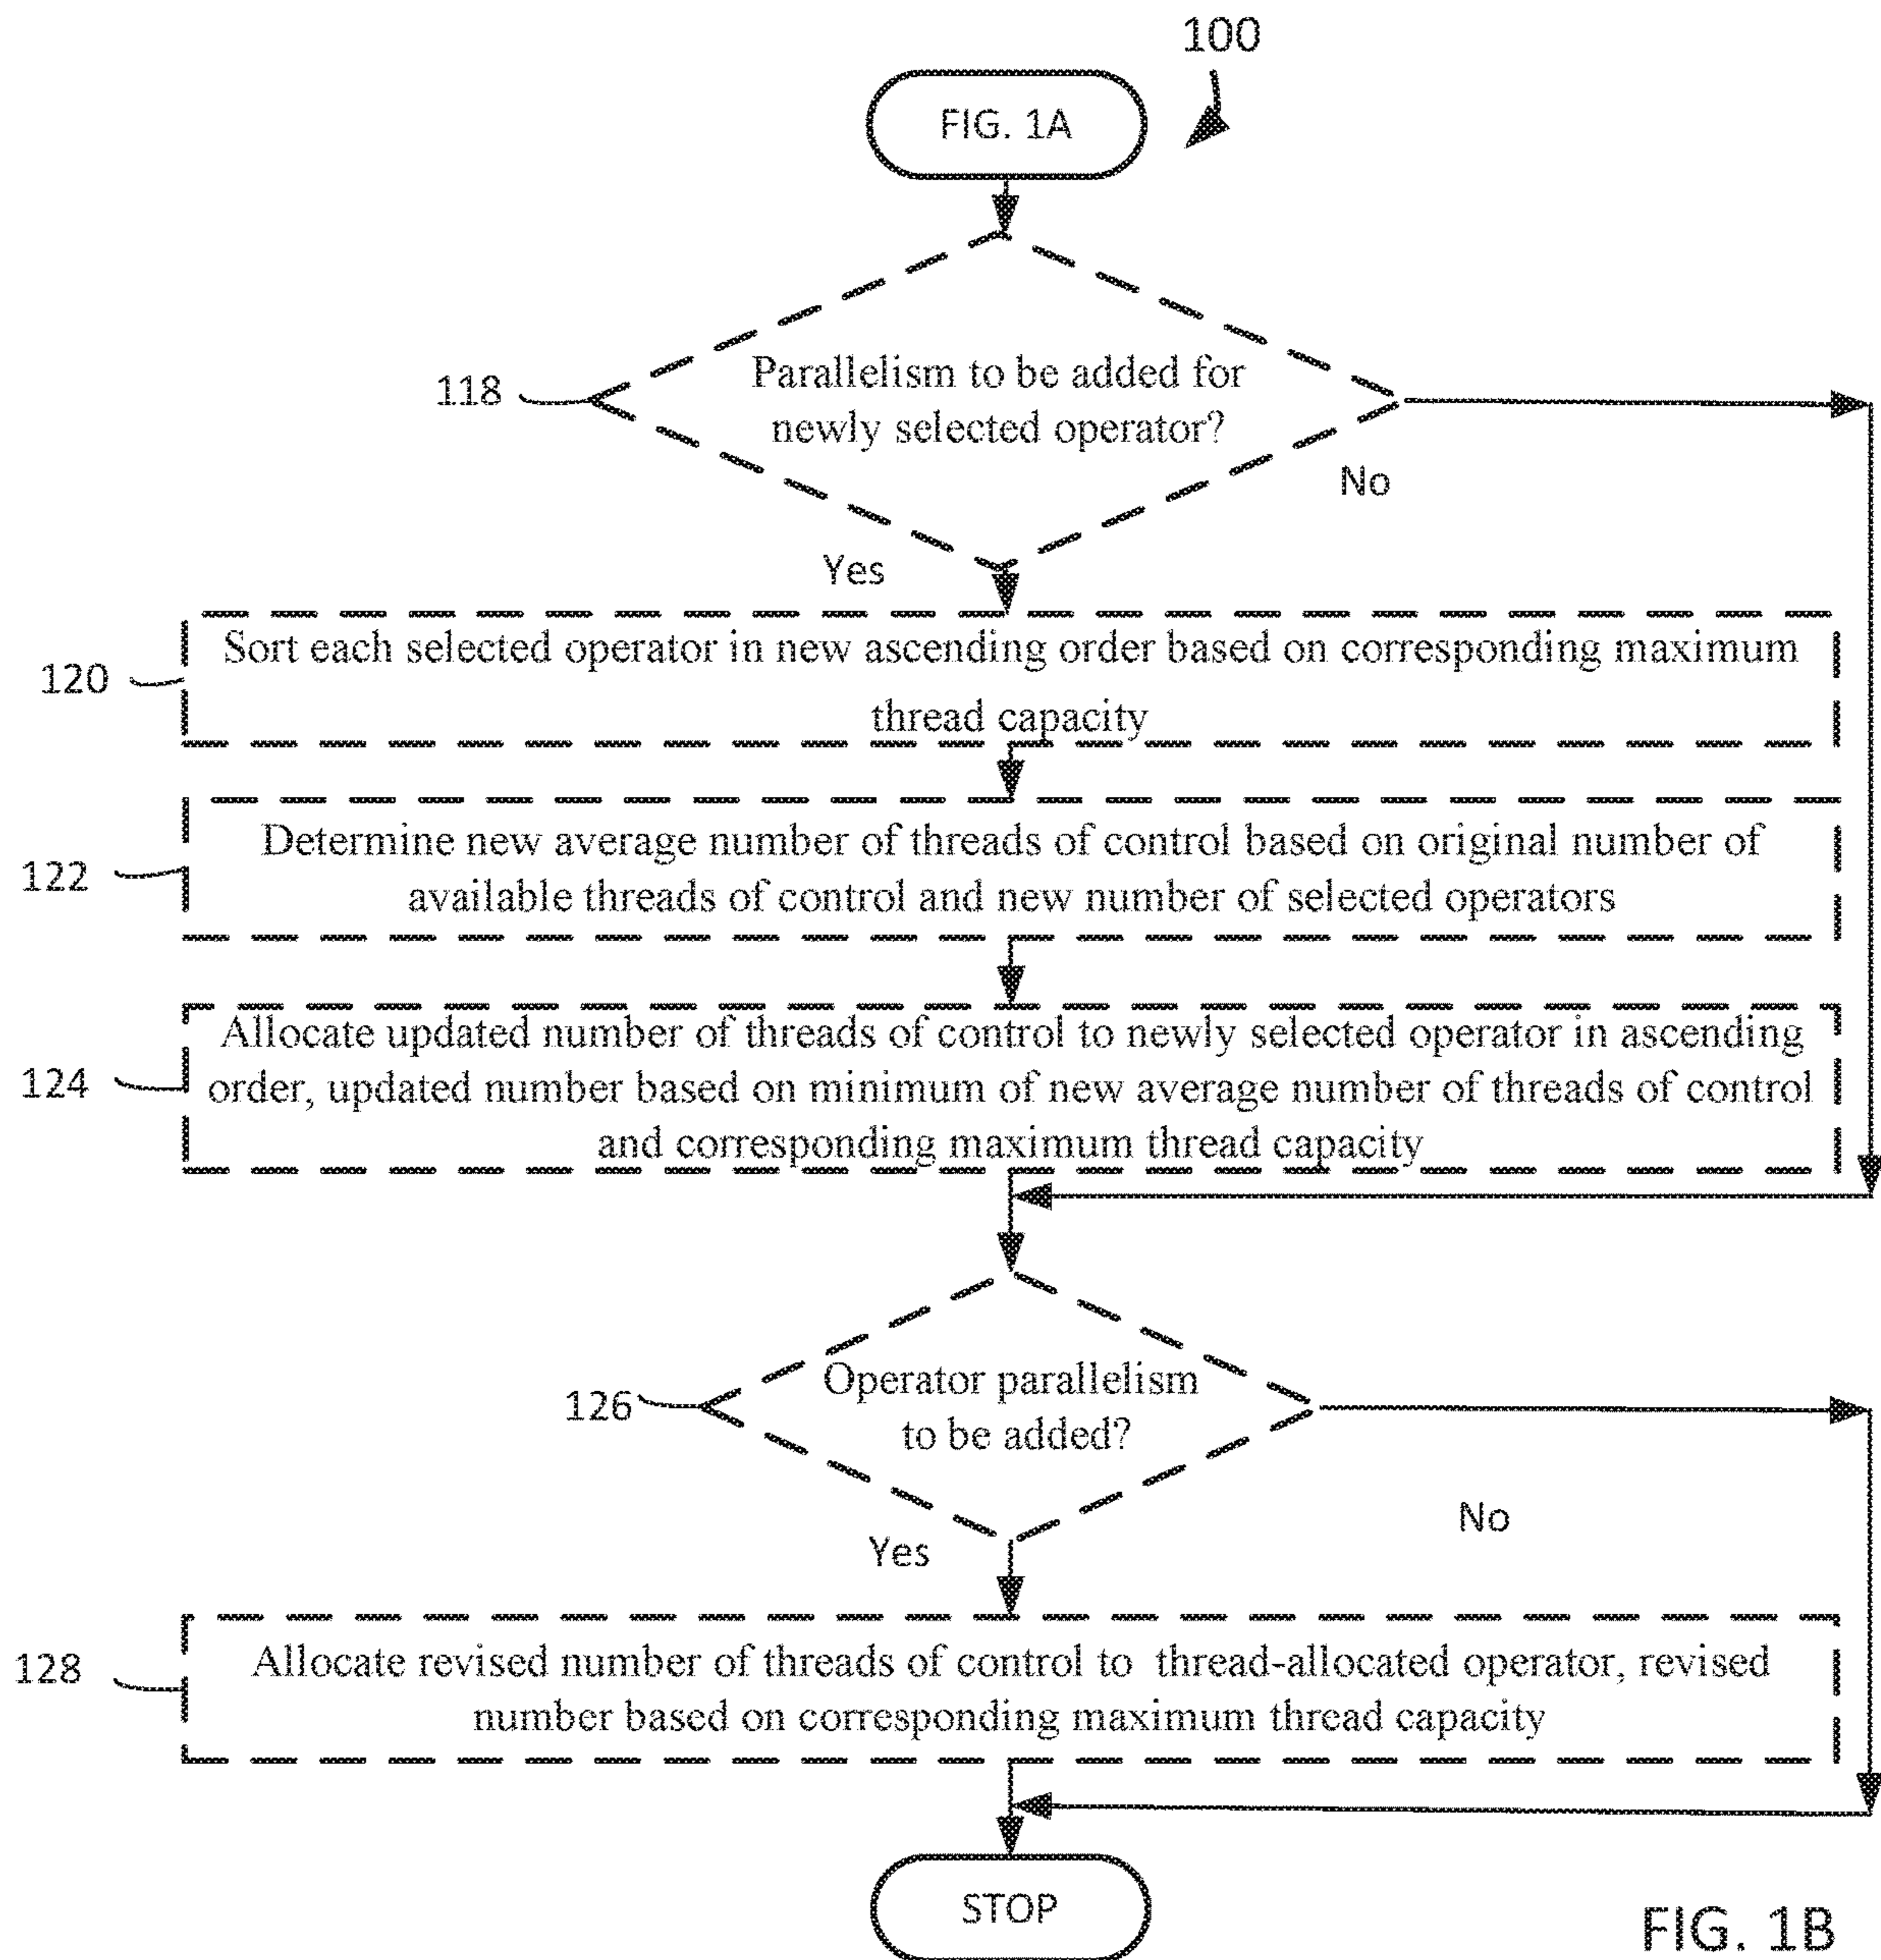 100
FIG. 1A
118
Parallelism to be added for
newly selected operator?
No
Yes
120
Sort each selected operator in new ascending order based on corresponding maximum
thread capacity
122
Determine new average number of threads of control based on original number of
available threads of control and new number of selected operators
124
Allocate updated number of threads of control to newly selected operator in ascending
order, updated number based on minimum of new average number of threads of control
and corresponding maximum thread capacity
126
Operator parallelism
to be added?
No
Yes
128
Allocate revised number of threads of control to thread-allocated operator, revised
number based on corresponding maximum thread capacity
STOP
FIG. 1B